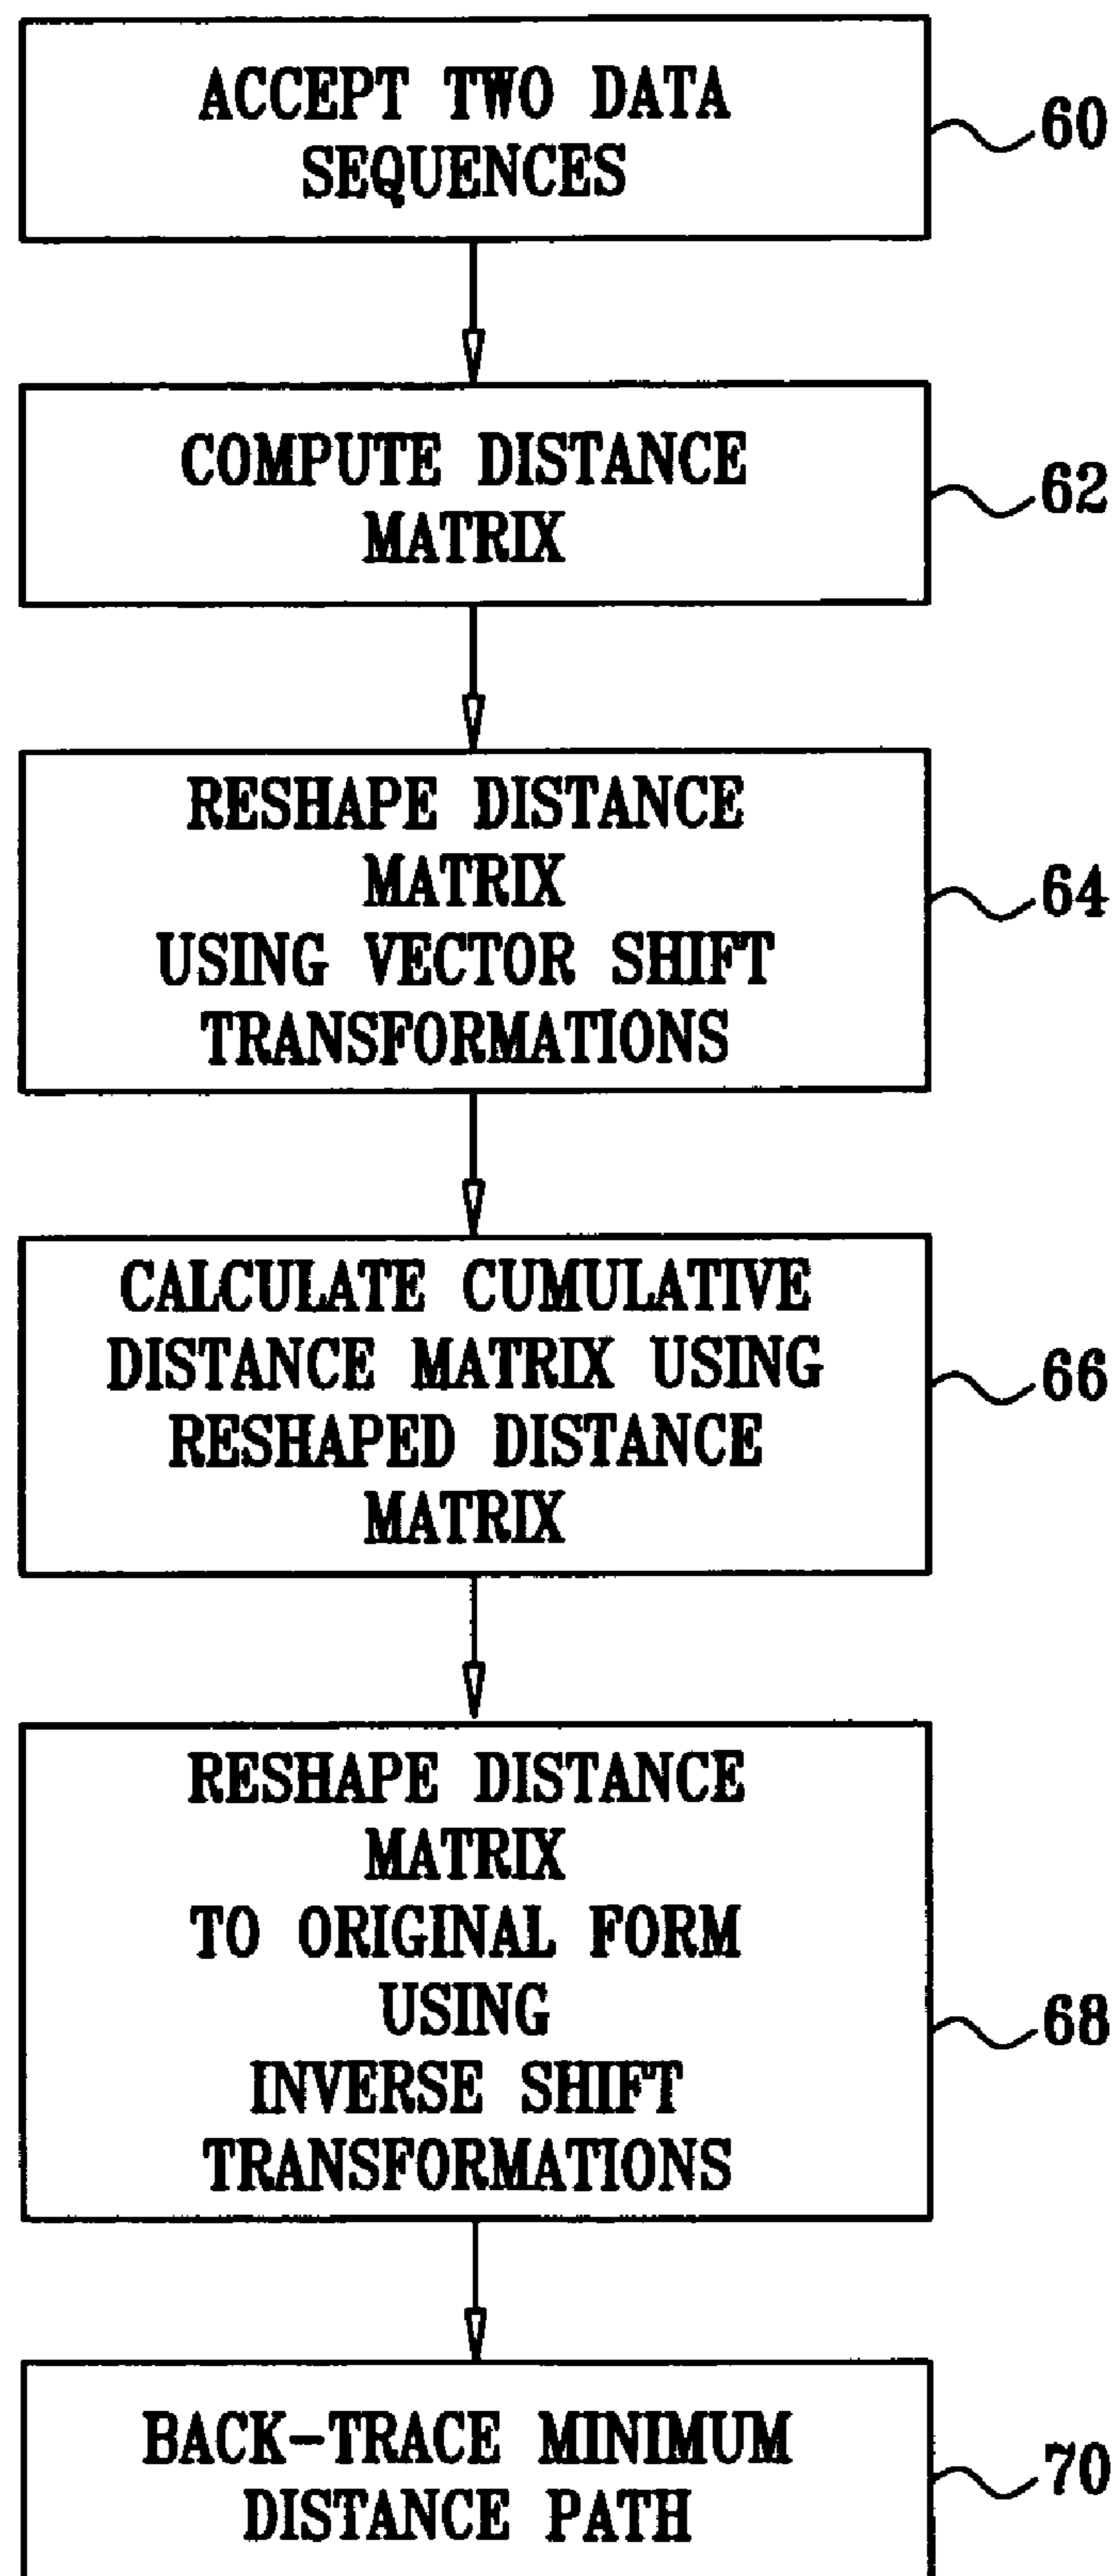 ACCEPT TWO DATA
SEQUENCES
60
COMPUTE DISTANCE
MATRIX
62
RESHAPE DISTANCE
MATRIX
USING VECTOR SHIFT
TRANSFORMATIONS
64
CALCULATE CUMULATIVE
DISTANCE MATRIX USING
RESHAPED DISTANCE
MATRIX
66
RESHAPE DISTANCE
MATRIX
TO ORIGINAL FORM
USING
INVERSE SHIFT
TRANSFORMATIONS
68
BACK-TRACE MINIMUM
DISTANCE PATH
70